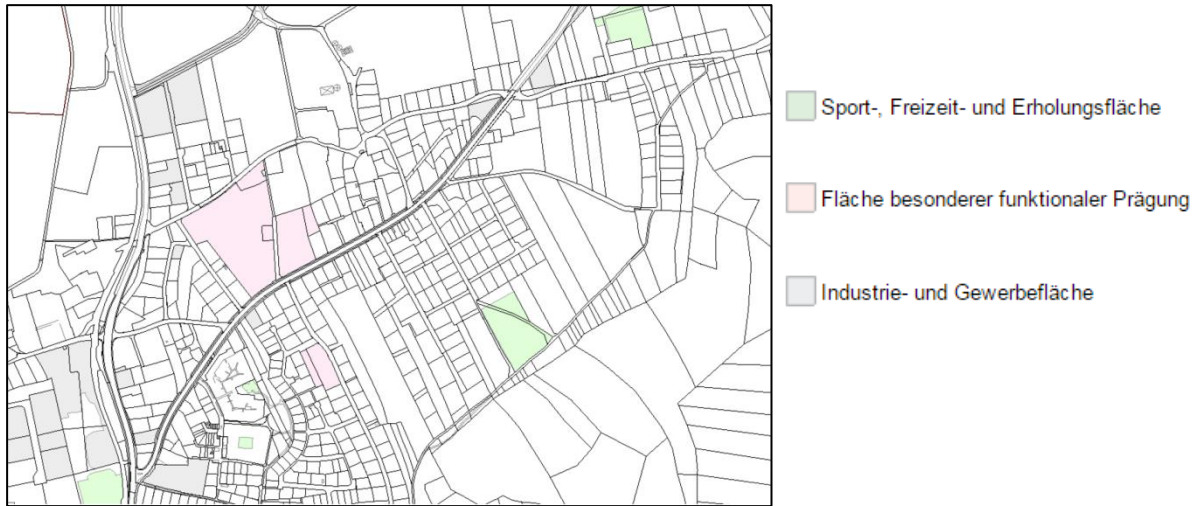 Sport-, Freizeit- und Erholungsfläche
Fläche besonderer funktionaler Prägung
Industrie- und Gewerbefläche